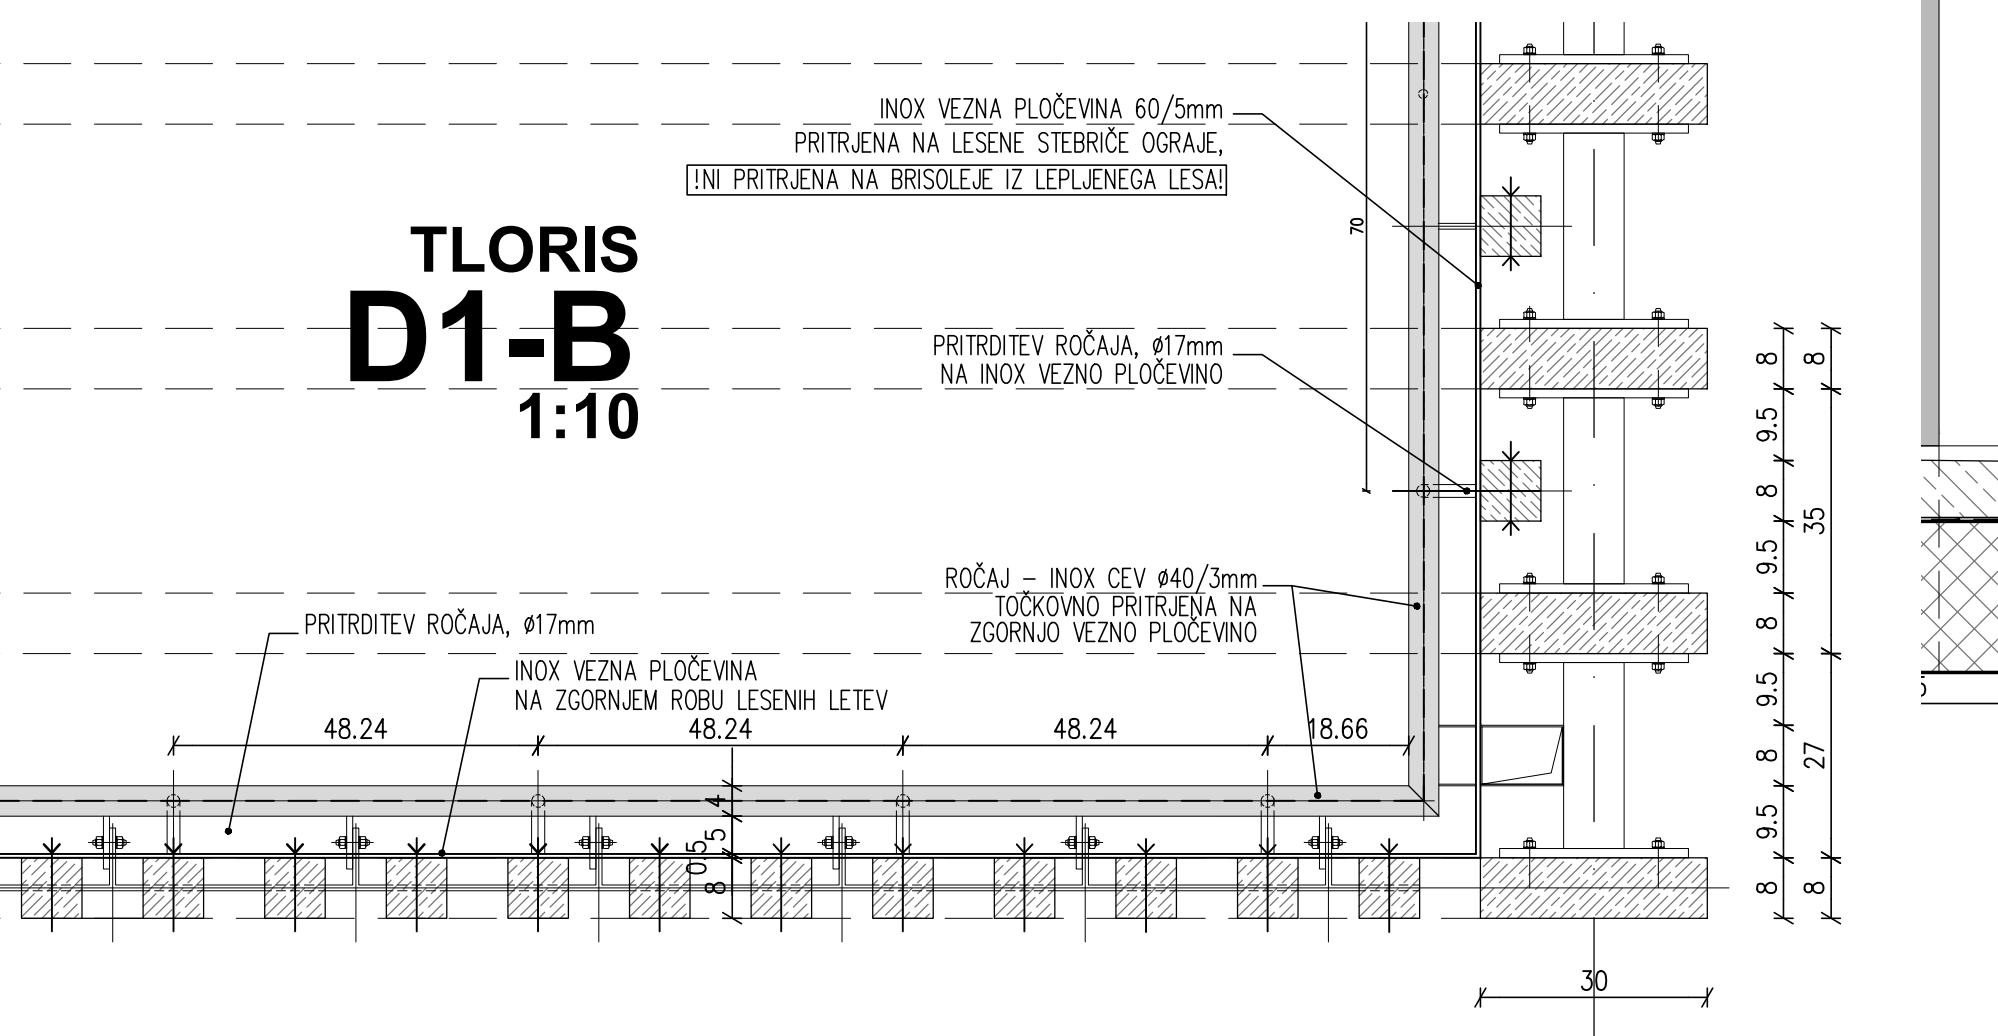 INOX VEZNA PLOČEVINA 60/5mm
PRITRJENA NA LESENE STEBRIČE OGRAJE,
!NI PRITRJENA NA BRISOLEJE IZ LEPLJENEGA LESA!
TLORIS
D1-B
1:10
70
PRITRDITEV ROČAJA, ø17mm
NA INOX VEZNO PLOČEVINO
ROČAJ – INOX CEV ø40/3mm
TOČKOVNO PRITRJENA NA
ZGORNJO VEZNO PLOČEVINO
PRITRDITEV ROČAJA, ø17mm
INOX VEZNA PLOČEVINA
NA ZGORNJEM ROBU LESENIH LETEV
48.24
48.24
48.24
18.66
4
5
0.5
8
8
9.5
8
9.5
8
9.5
8
9.5
8
8
35
27
8
30